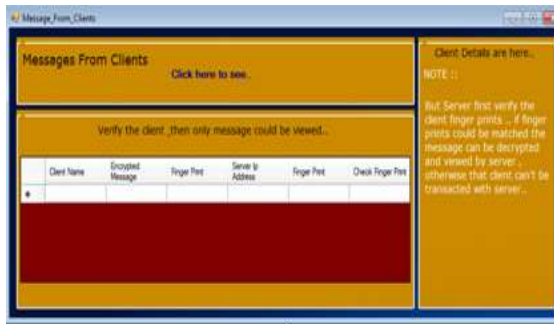 Message_From_Clients
Messages From Clients
Click here to see..
Verify the client ,then only message could be viewed...
Client Name
Encrypted Message
Finger Print
Server Ip Address
Finger Print
Check Finger Print
Client Details are here..
NOTE ::
But Server first verify the
client finger prints .. if finger
prints could be matched the
message can be decrypted
and viewed by server ,
otherwise that client can't be
transacted with server..